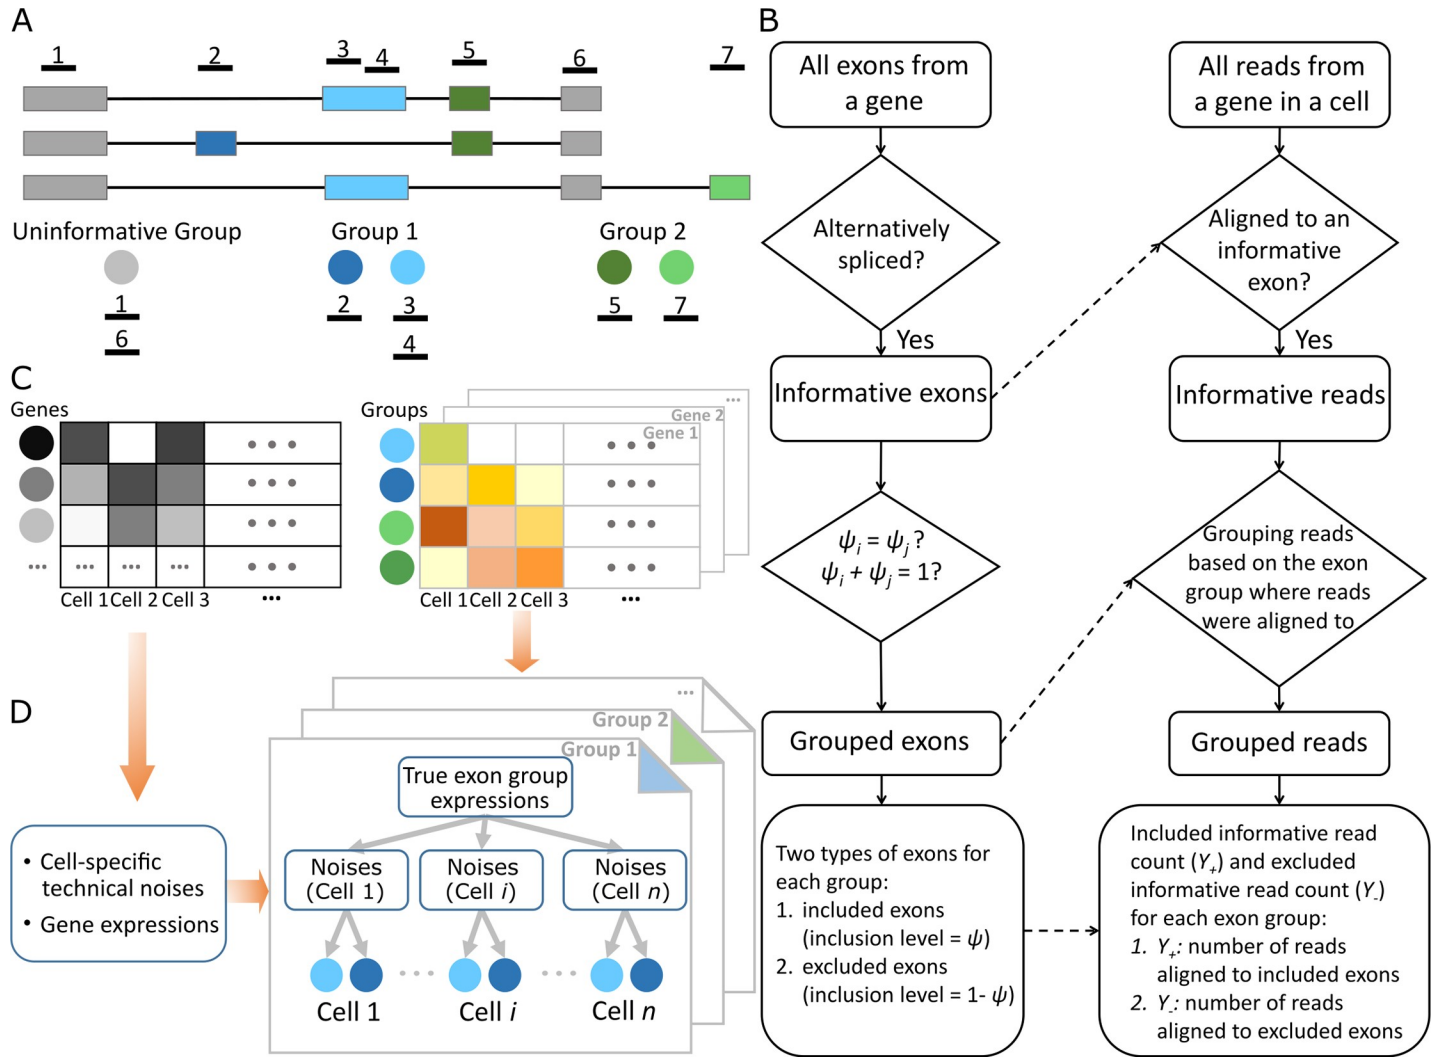 A
1
2
3
4
5
6
7
Uninformative Group
Group 1
Group 2
1
6
2
3
4
5
7
B
All exons from
a gene
Alternatively
spliced?
Yes
Informative exons
ψi = ψj?
ψi + ψj = 1?
Grouped exons
Two types of exons for
each group:
1. included exons
(inclusion level = ψ)
2. excluded exons
(inclusion level = 1- ψ)
All reads from
a gene in a cell
Aligned to an
informative
exon?
Yes
Informative reads
Grouping reads
based on the exon
group where reads
were aligned to
Grouped reads
Included informative read
count (Y+) and excluded
informative read count (Y-)
for each exon group:
1. Y+: number of reads
aligned to included exons
2. Y-: number of reads
aligned to excluded exons
C
Genes
...
... ... ...
Cell 1 Cell 2 Cell 3 ...
Groups
...
Gene 2
Gene 1
Cell 1 Cell 2 Cell 3 ...
D
• Cell-specific
technical noises
• Gene expressions
...
Group 2
Group 1
True exon group
expressions
Noises
(Cell 1)
Noises
(Cell i)
Noises
(Cell n)
Cell 1
Cell i
Cell n